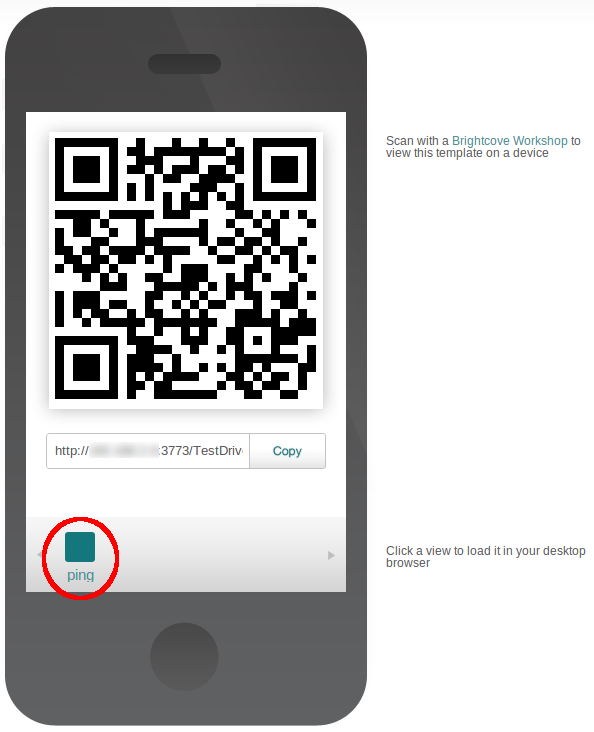 Scan with a Brightcove Workshop to
view this template on a device
http:// :3773/TestDriv
Copy
ping
Click a view to load it in your desktop
browser